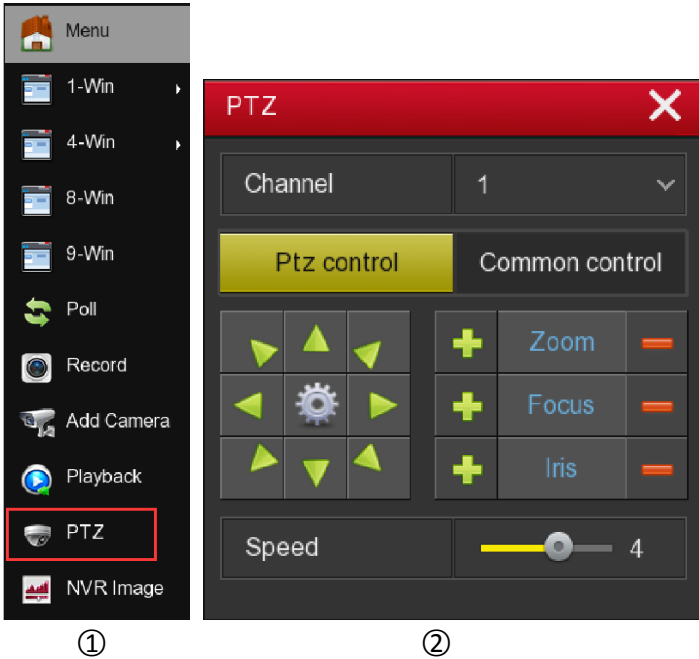 Menu
1-Win
4-Win
8-Win
9-Win
Poll
Record
Add Camera
Playback
PTZ
NVR Image
①
PTZ
Channel 1
Ptz control Common control
Zoom
Focus
Iris
Speed 4
②